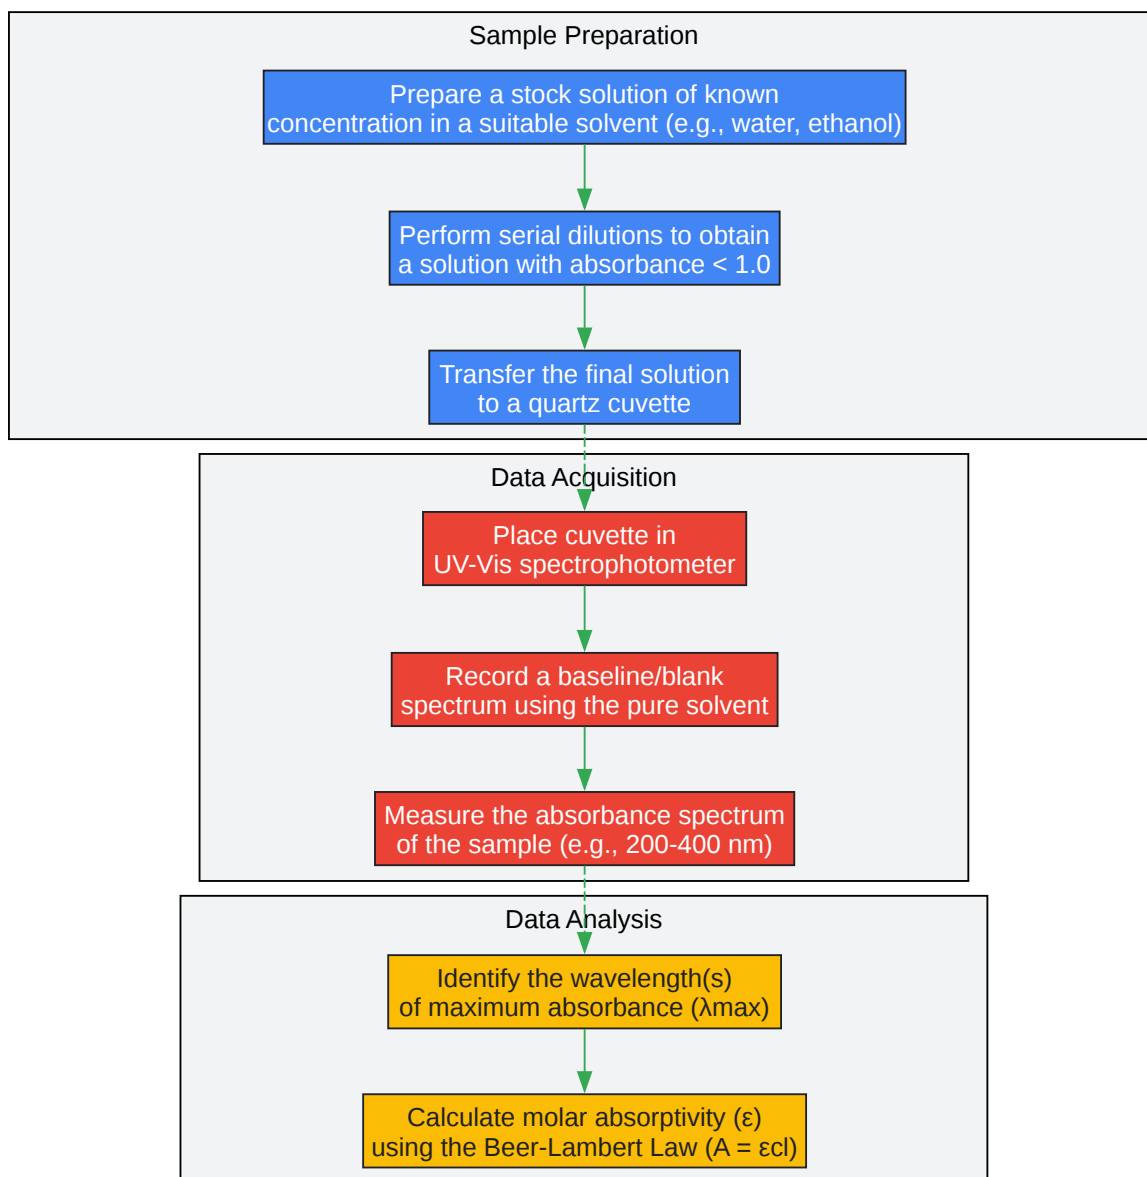 Sample Preparation
Prepare a stock solution of known
concentration in a suitable solvent (e.g., water, ethanol)
Perform serial dilutions to obtain
a solution with absorbance < 1.0
Transfer the final solution
to a quartz cuvette
Data Acquisition
Place cuvette in
UV-Vis spectrophotometer
Record a baseline/blank
spectrum using the pure solvent
Measure the absorbance spectrum
of the sample (e.g., 200-400 nm)
Data Analysis
Identify the wavelength(s)
of maximum absorbance (λmax)
Calculate molar absorptivity (ε)
using the Beer-Lambert Law (A = εcl)